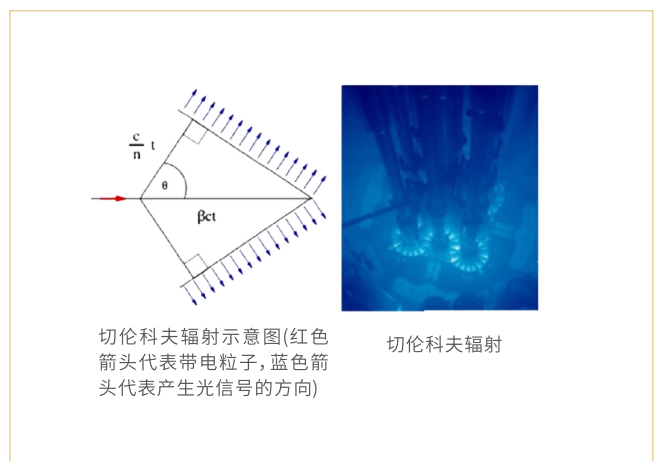 c/n t
θ
βct
切伦科夫辐射示意图(红色
箭头代表带电粒子，蓝色箭
头代表产生光信号的方向)
切伦科夫辐射